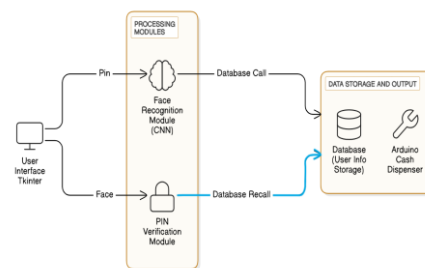 PROCESSING
MODULES
Pin
Database Call
Face
Recognition
Module
(CNN)
DATA STORAGE AND OUTPUT
User
Interface
Tkinter
Database
(User Info
Storage)
Arduino
Cash
Dispenser
Face
Database Recall
PIN
Verification
Module